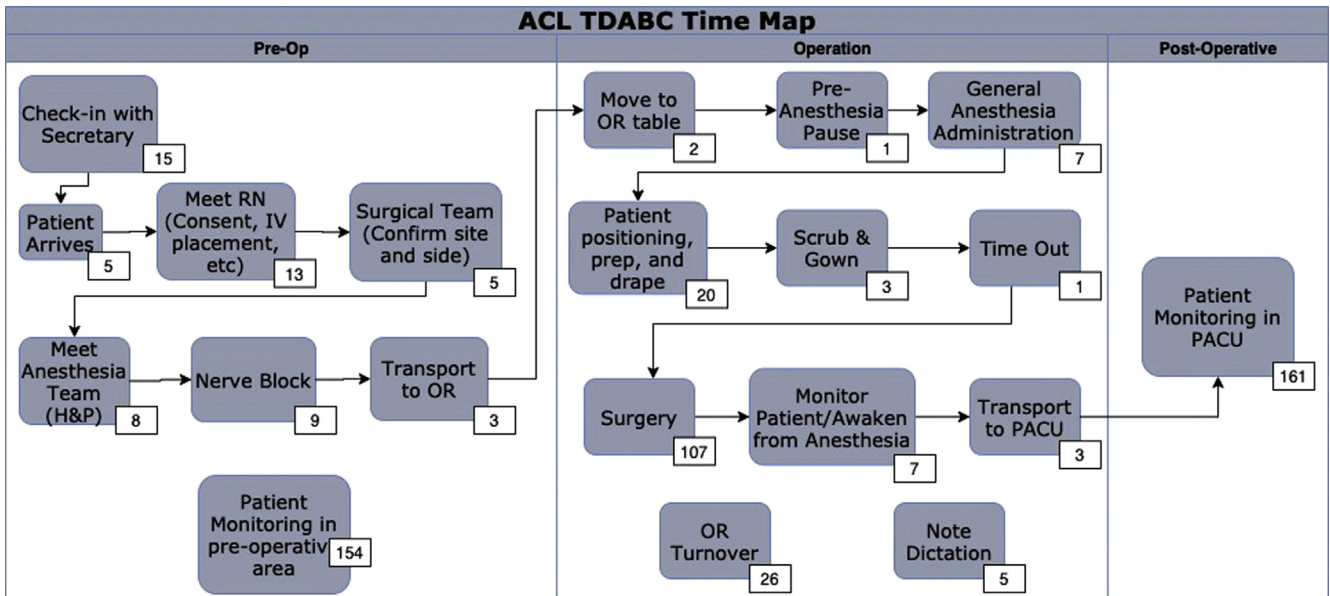 ACL TDABC Time Map
Pre-Op
Operation
Post-Operative
Check-in with
Secretary
15
Patient
Arrives
5
Meet RN
(Consent, IV
placement,
etc)
13
Surgical Team
(Confirm site
and side)
5
Meet
Anesthesia
Team
(H&P)
8
Nerve Block
9
Transport
to OR
3
Patient
Monitoring in
pre-operative
area
154
Move to
OR table
2
Pre-
Anesthesia
Pause
1
General
Anesthesia
Administration
7
Patient
positioning,
prep, and
drape
20
Scrub &
Gown
3
Time Out
1
Surgery
107
Monitor
Patient/Awaken
from Anesthesia
7
Transport
to PACU
3
OR
Turnover
26
Note
Dictation
5
Patient
Monitoring in
PACU
161